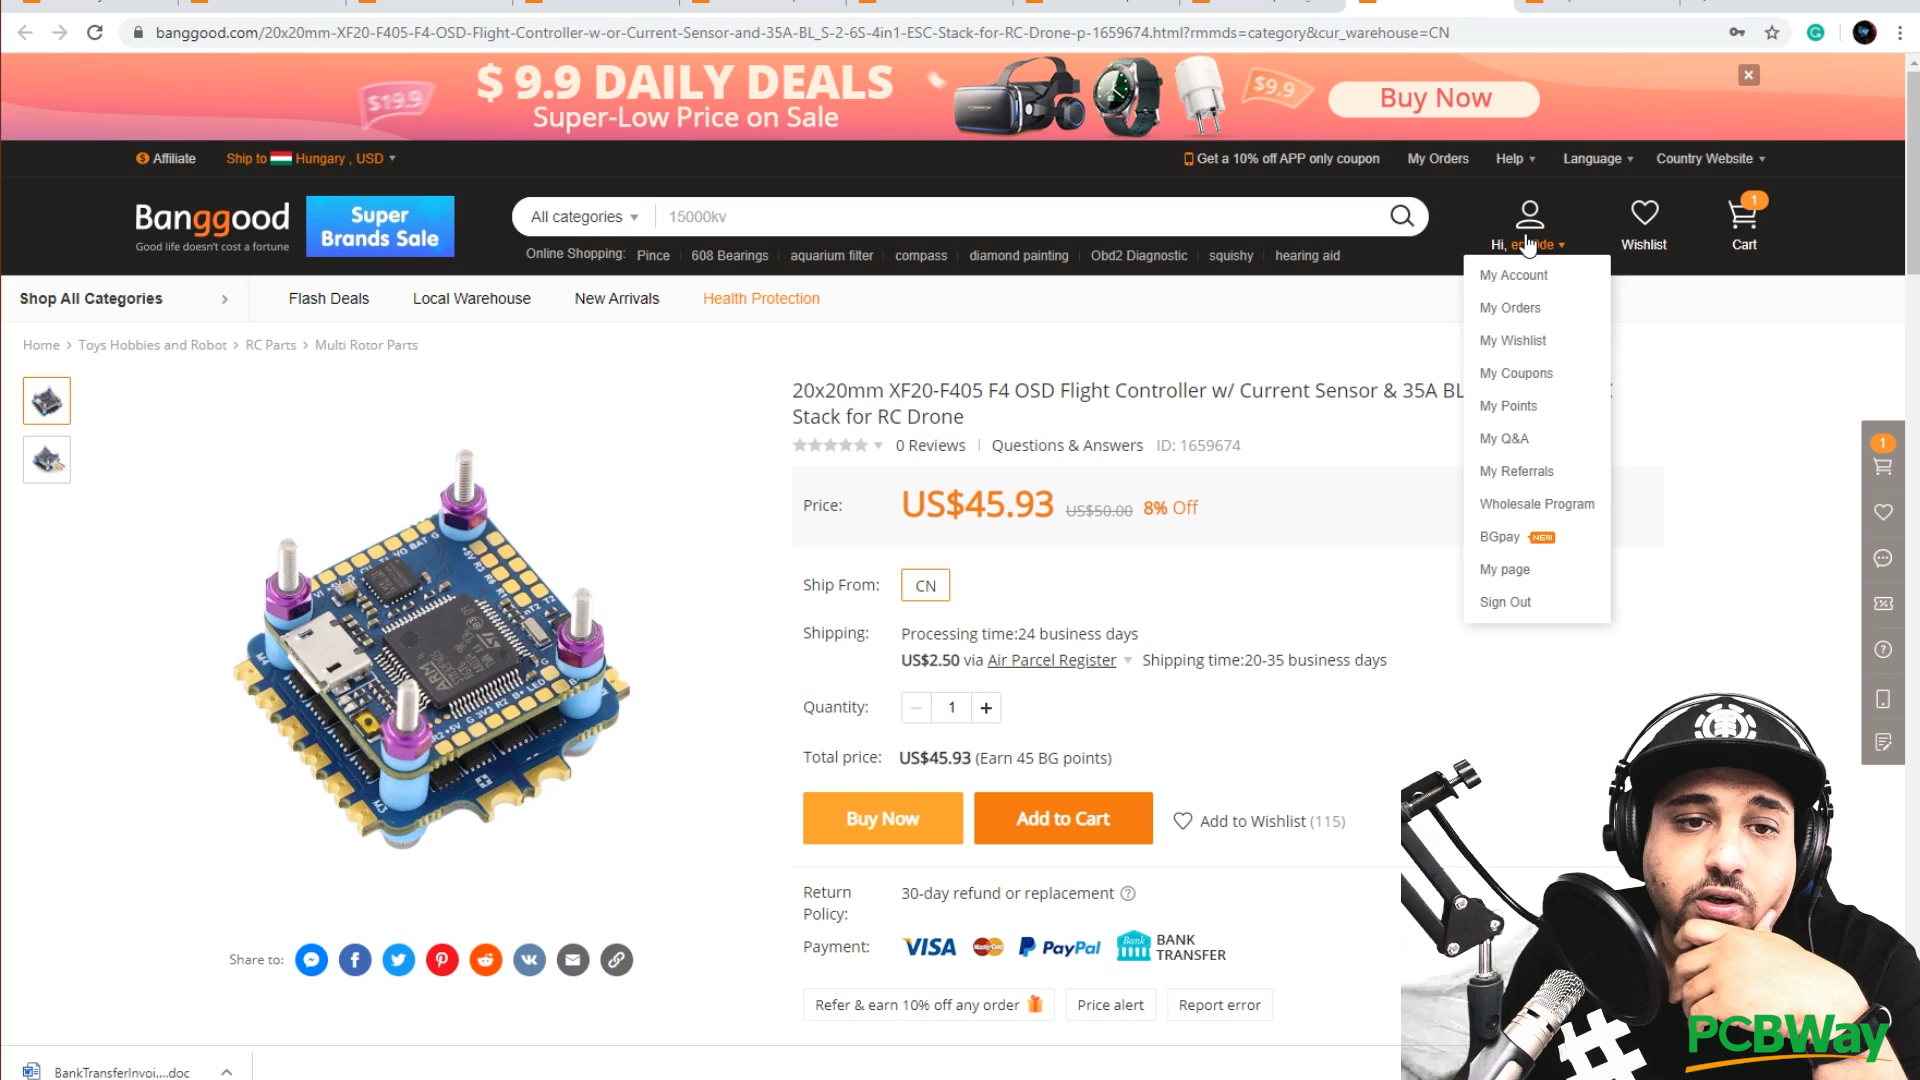 banggood.com/20x20mm-XF20-F405-F4-OSD-Flight-Controller-w-or-Current-Sensor-and-35A-BL_S-2-6S-4in1-ESC-Stack-for-RC-Drone-p-1659674.html?rmmds=category&cur_warehouse=CN
$19.9
$ 9.9 DAILY DEALS
Super-Low Price on Sale
$9.9
Buy Now
Affiliate
Ship to Hungary , USD
Get a 10% off APP only coupon
My Orders
Help
Language
Country Website
Banggood
Good life doesn't cost a fortune
Super
Brands Sale
All categories
15000kv
Online Shopping: Pince 608 Bearings aquarium filter compass diamond painting Obd2 Diagnostic squishy hearing aid
Hi,
Wishlist
1
Cart
Shop All Categories
Flash Deals
Local Warehouse
New Arrivals
Health Protection
My Account
My Orders
My Wishlist
My Coupons
My Points
My Q&A
My Referrals
Wholesale Program
BGpay NEW
My page
Sign Out
Home > Toys Hobbies and Robot > RC Parts > Multi Rotor Parts
20x20mm XF20-F405 F4 OSD Flight Controller w/ Current Sensor & 35A BL
Stack for RC Drone
0 Reviews
Questions & Answers
ID: 1659674
Price: US$45.93 US$50.00 8% Off
Ship From: CN
Shipping: Processing time:24 business days
US$2.50 via Air Parcel Register Shipping time:20-35 business days
Quantity: 1
Total price: US$45.93 (Earn 45 BG points)
Buy Now
Add to Cart
Add to Wishlist (115)
Return
Policy:
30-day refund or replacement
Payment: VISA MasterCard PayPal Bank BANK
TRANSFER
Refer & earn 10% off any order
Price alert
Report error
Share to:
1
ARM
M4
M3
PCBWay
BankTransferInvoi....doc